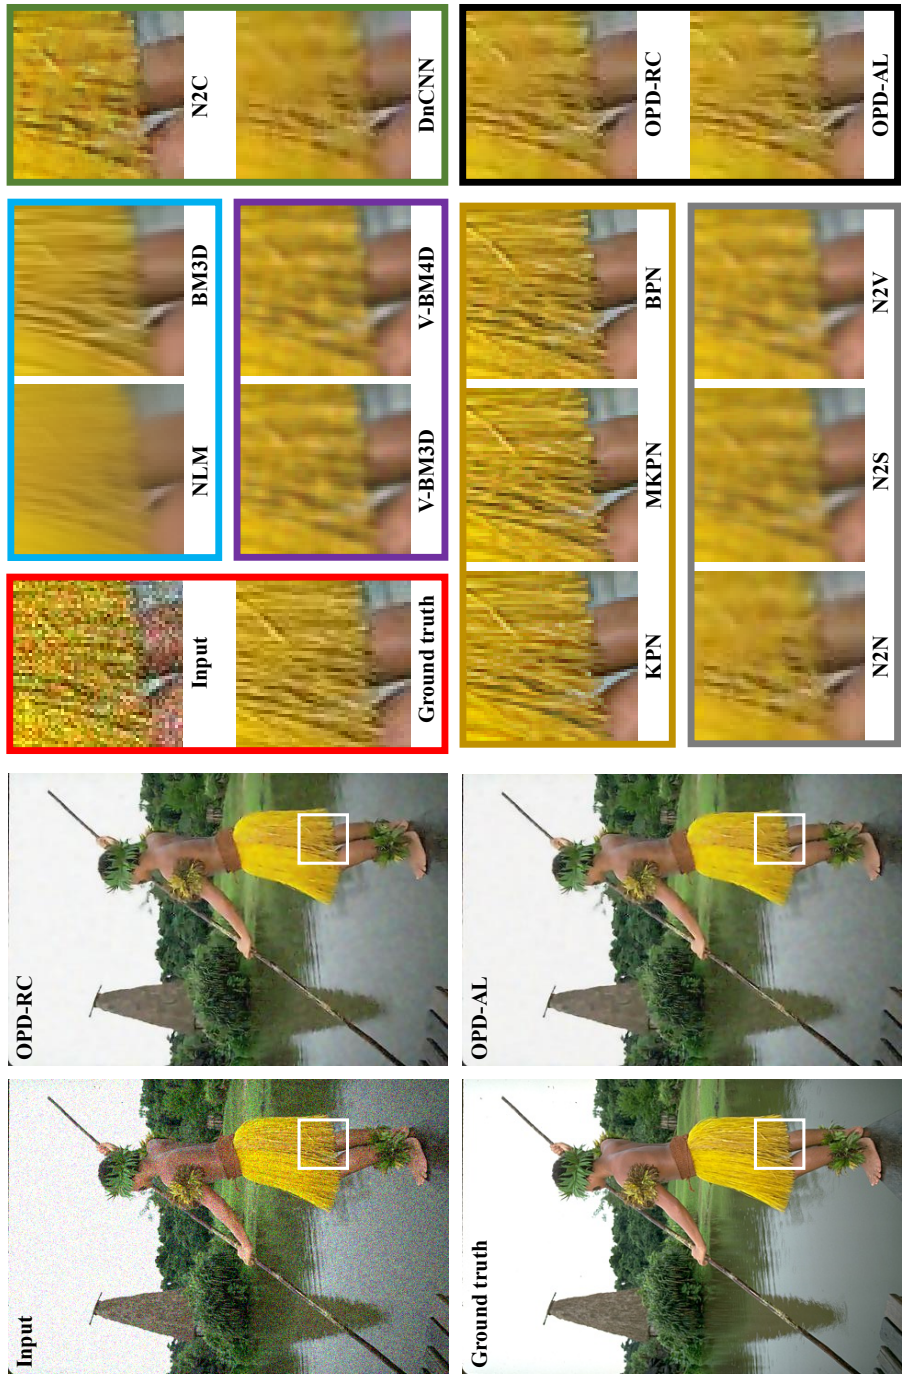 Input
OPD-RC
Input
NLM
BM3D
N2C
Ground truth
V-BM3D
V-BM4D
DnCNN
Ground truth
OPD-AL
KPN
MKPN
BPN
OPD-RC
N2N
N2S
N2V
OPD-AL